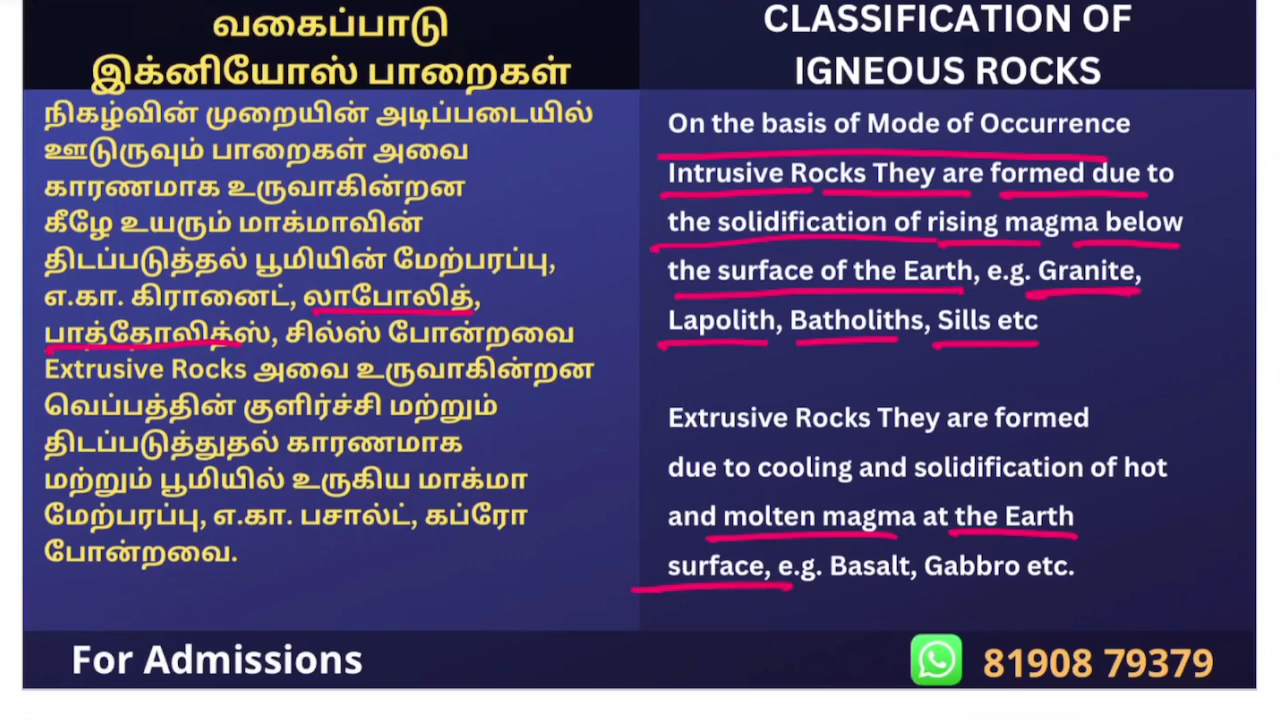 வகைப்பாடு
இக்னியோஸ் பாறைகள்
நிகழ்வின் முறையின் அடிப்படையில்
ஊடுருவும் பாறைகள் அவை
காரணமாக உருவாகின்றன
கீழே உயரும் மாக்மாவின்
திடப்படுத்தல் பூமியின் மேற்பரப்பு,
எ.கா. கிரானைட், லாபோலித்,
பாத்தோலித்ஸ், சில்ஸ் போன்றவை
Extrusive Rocks அவை உருவாகின்றன
வெப்பத்தின் குளிர்ச்சி மற்றும்
திடப்படுத்துதல் காரணமாக
மற்றும் பூமியில் உருகிய மாக்மா
மேற்பரப்பு, எ.கா. பசால்ட், கப்ரோ
போன்றவை.
CLASSIFICATION OF
IGNEOUS ROCKS
On the basis of Mode of Occurrence
Intrusive Rocks They are formed due to
the solidification of rising magma below
the surface of the Earth, e.g. Granite,
Lapolith, Batholiths, Sills etc
Extrusive Rocks They are formed
due to cooling and solidification of hot
and molten magma at the Earth
surface, e.g. Basalt, Gabbro etc.
For Admissions
81908 79379